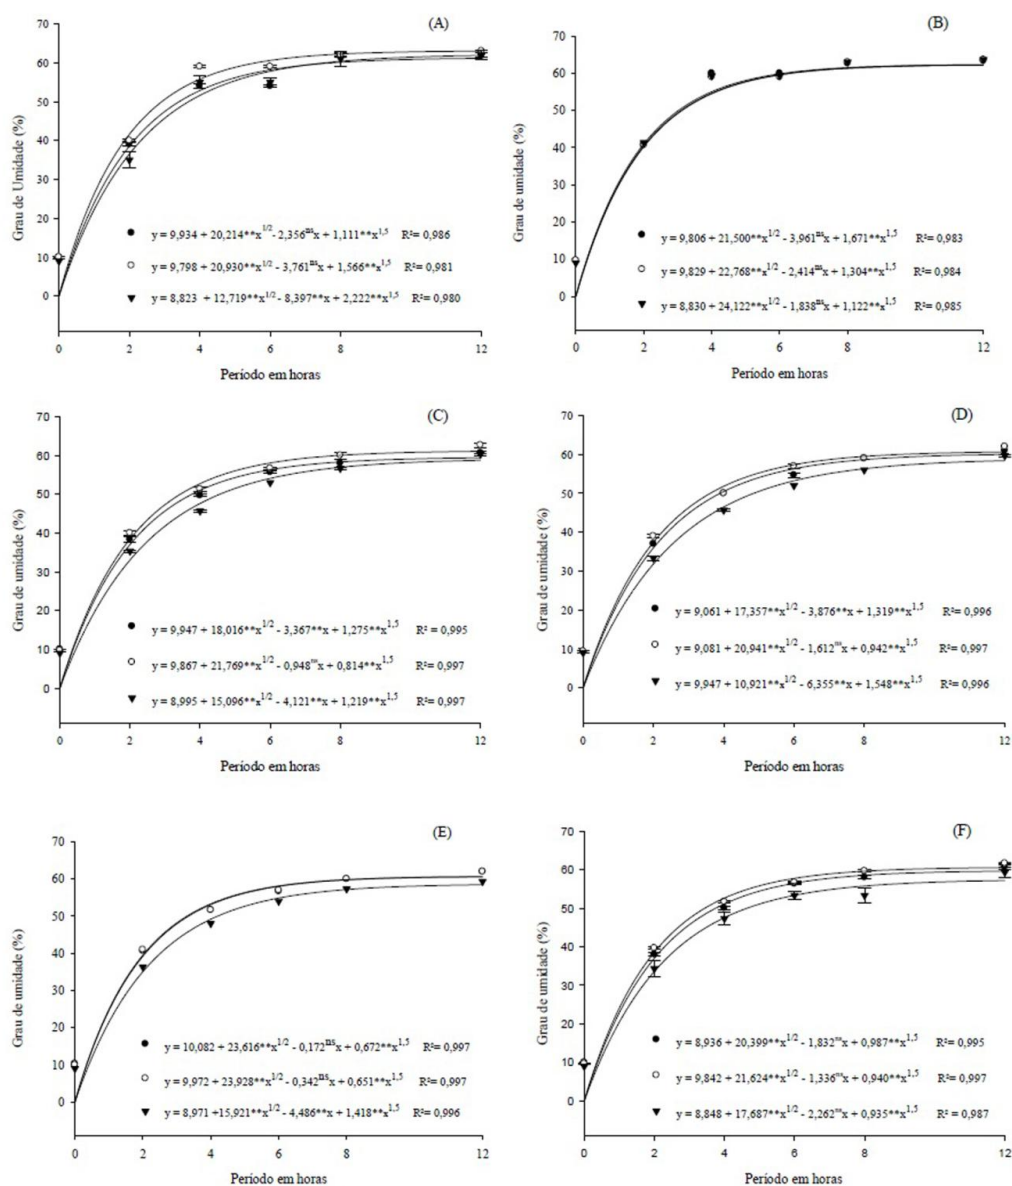 (A)
Grau de Umidade (%)
70
60
50
40
30
20
10
0
y = 9,934 + 20,214**x^1/2 - 2,356^ns x + 1,111**x^1,5 R²= 0,986
y = 9,798 + 20,930**x^1/2 - 3,761^ns x + 1,566**x^1,5 R²= 0,981
y = 8,823 + 12,719**x^1/2 - 8,397**x + 2,222**x^1,5 R²= 0,980
0 2 4 6 8 12
Período em horas
(B)
Grau de umidade (%)
70
60
50
40
30
20
10
0
y = 9,806 + 21,500**x^1/2 - 3,961^ns x + 1,671**x^1,5 R²= 0,983
y = 9,829 + 22,768**x^1/2 - 2,414^ns x + 1,304**x^1,5 R²= 0,984
y = 8,830 + 24,122**x^1/2 - 1,838^ns x + 1,122**x^1,5 R²= 0,985
0 2 4 6 8 12
Período em horas
(C)
Grau de umidade (%)
70
60
50
40
30
20
10
0
y = 9,947 + 18,016**x^1/2 - 3,367**x + 1,275**x^1,5 R²= 0,995
y = 9,867 + 21,769**x^1/2 - 0,948^ns x + 0,814**x^1,5 R²= 0,997
y = 8,995 + 15,096**x^1/2 - 4,121**x + 1,219**x^1,5 R²= 0,997
0 2 4 6 8 12
Período em horas
(D)
Grau de umidade (%)
70
60
50
40
30
20
10
0
y = 9,061 + 17,357**x^1/2 - 3,876**x + 1,319**x^1,5 R²= 0,996
y = 9,081 + 20,941**x^1/2 - 1,612^ns x + 0,942**x^1,5 R²= 0,997
y = 9,947 + 10,921**x^1/2 - 6,355**x + 1,548**x^1,5 R²= 0,996
0 2 4 6 8 12
Período em horas
(E)
Grau de umidade (%)
70
60
50
40
30
20
10
0
y = 10,082 + 23,616**x^1/2 - 0,172^ns x + 0,672**x^1,5 R²= 0,997
y = 9,972 + 23,928**x^1/2 - 0,342^ns x + 0,651**x^1,5 R²= 0,997
y = 8,971 +15,921**x^1/2 - 4,486**x + 1,418**x^1,5 R²= 0,996
0 2 4 6 8 12
Período em horas
(F)
Grau de umidade (%)
70
60
50
40
30
20
10
0
y = 8,936 + 20,399**x^1/2 - 1,832^ns x + 0,987**x^1,5 R² = 0,995
y = 9,842 + 21,624**x^1/2 - 1,336^ns x + 0,940**x^1,5 R² = 0,997
y = 8,848 + 17,687**x^1/2 - 2,262^ns x + 0,935**x^1,5 R² = 0,987
0 2 4 6 8 12
Período em horas